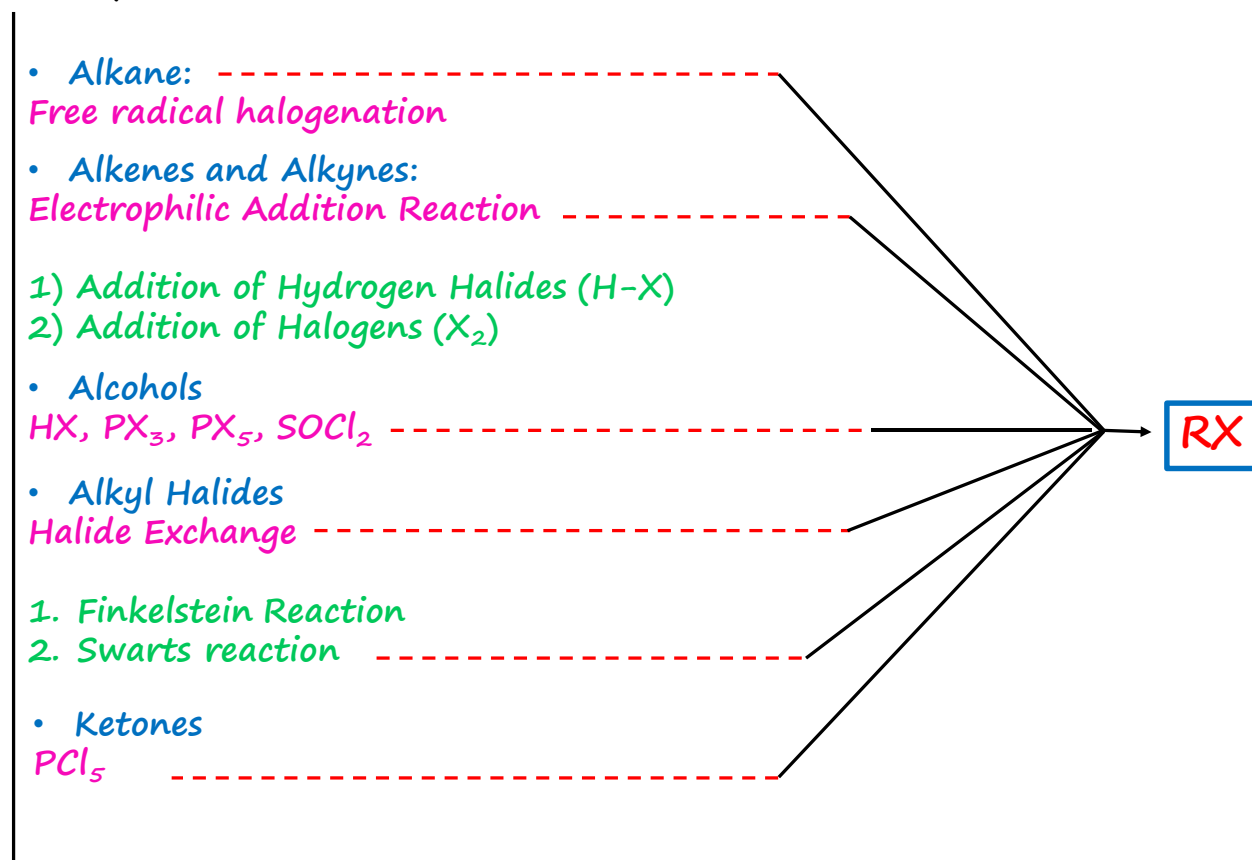 • Alkane:
Free radical halogenation
• Alkenes and Alkynes:
Electrophilic Addition Reaction
1) Addition of Hydrogen Halides (H-X)
2) Addition of Halogens (X₂)
• Alcohols
HX, PX₃, PX₅, SOCl₂
RX
• Alkyl Halides
Halide Exchange
1. Finkelstein Reaction
2. Swarts reaction
• Ketones
PCl₅